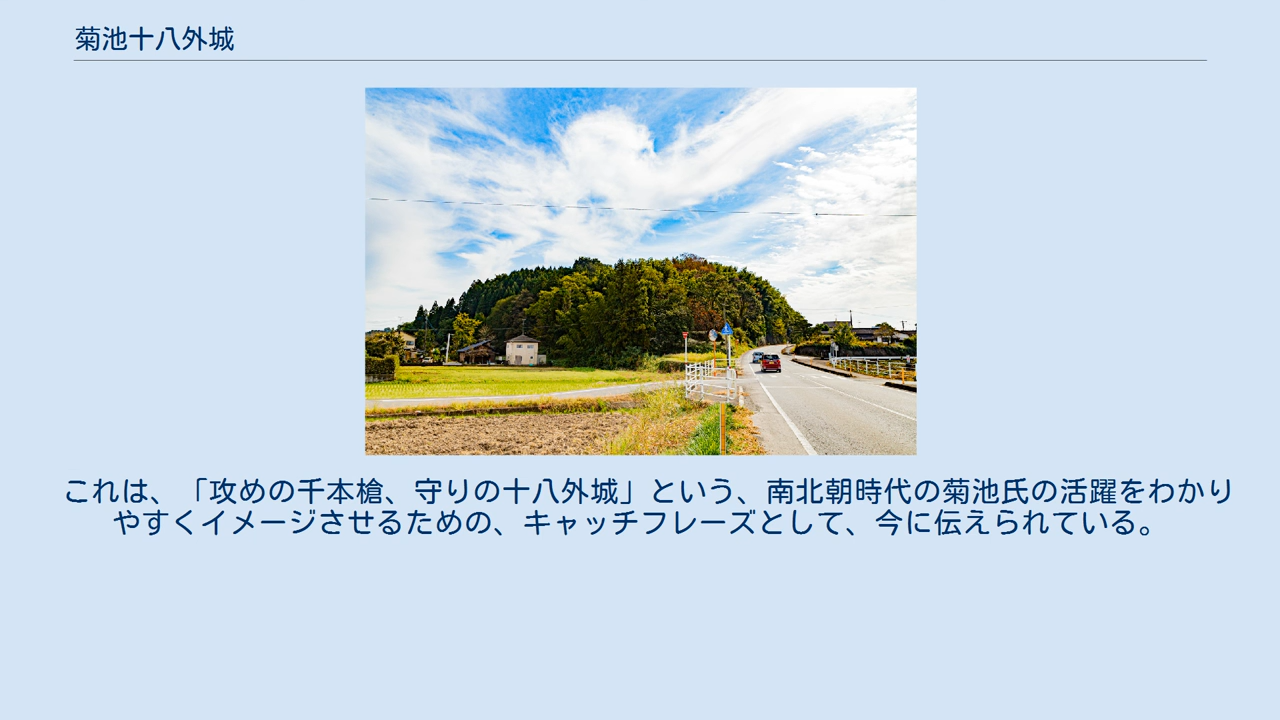 菊池十八外城
これは、「攻めの千本槍、守りの十八外城」という、南北朝時代の菊池氏の活躍をわかり
やすくイメージさせるための、キャッチフレーズとして、今に伝えられている。